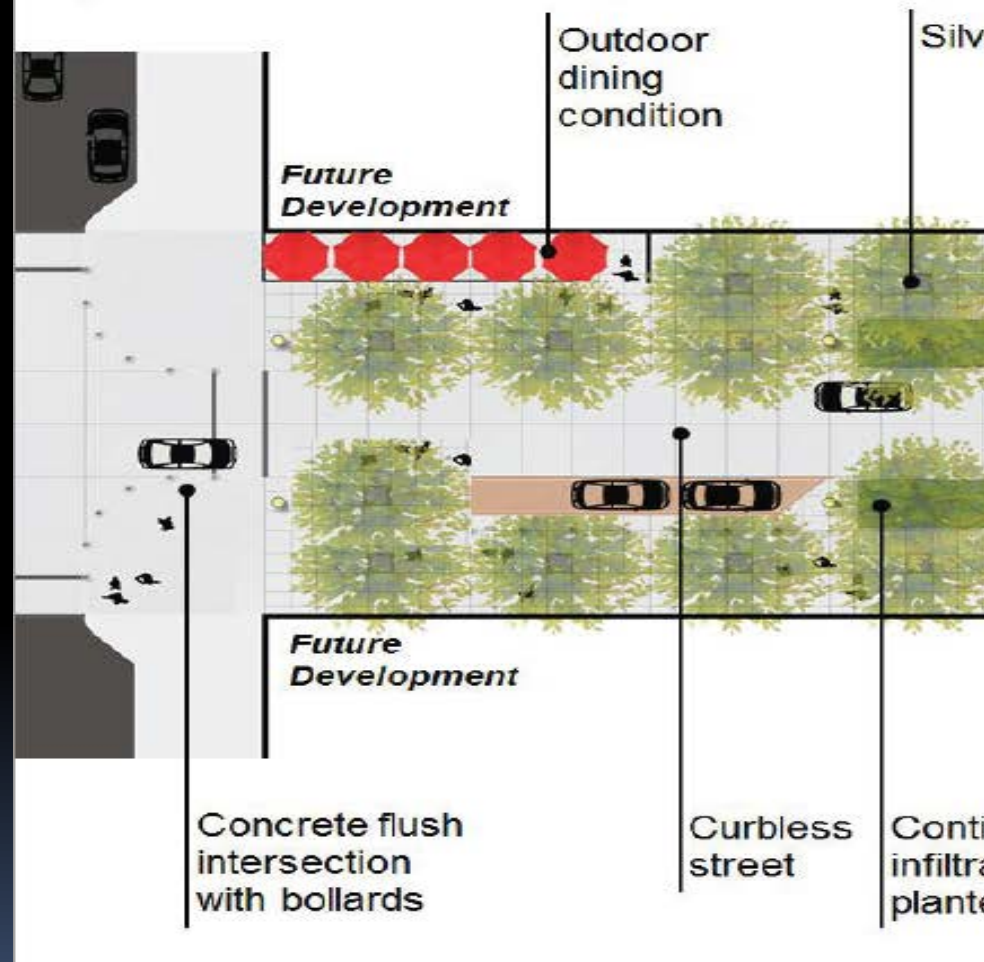 Outdoor
dining
condition
Future
Development
Future
Development
Concrete flush
intersection
with bollards
Curbless
street